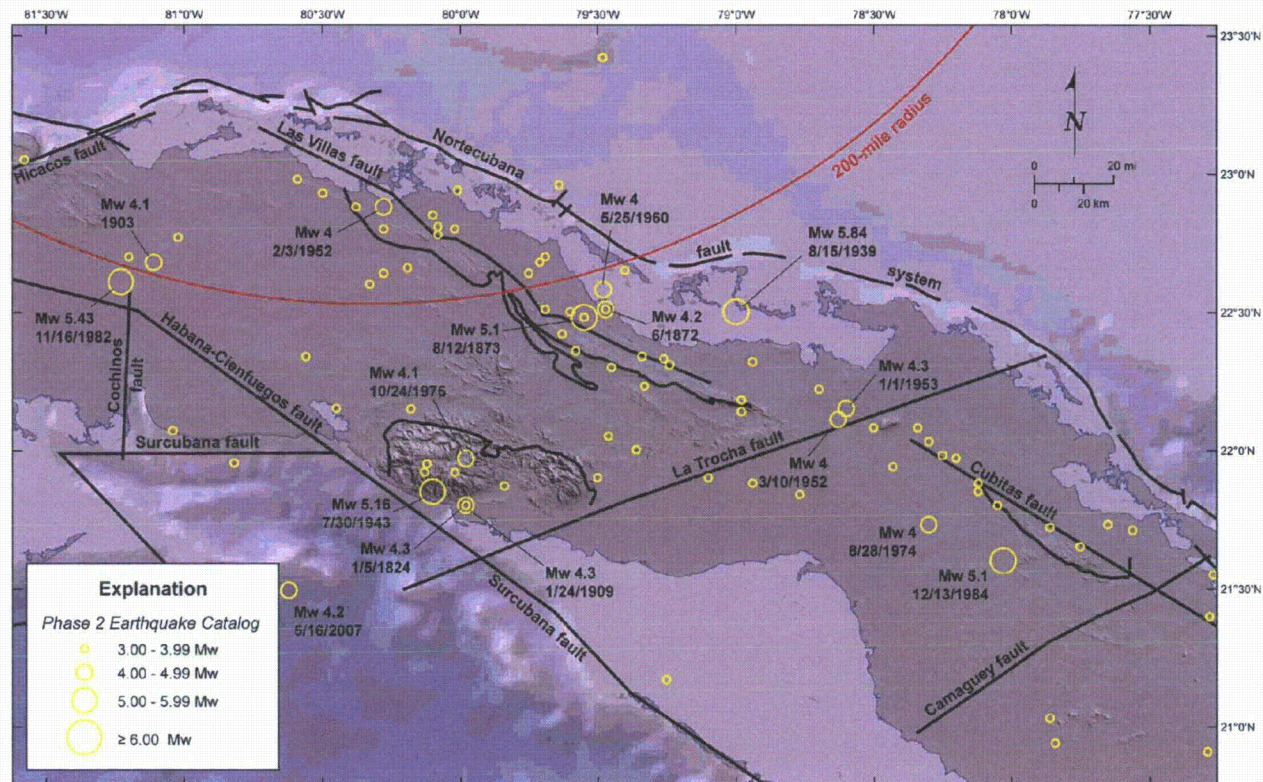 81°30'W 81°0'W 80°30'W 80°0'W 79°30'W 79°0'W 78°30'W 78°0'W 77°30'W
23°30'N
23°0'N
22°30'N
22°0'N
21°30'N
21°0'N
N
0 20 mi
0 20 km
200-mile radius
Hicacos fault
Las Villas fault
Nortecubana
fault
system
Mw 4.1
1903
Mw 4
2/3/1952
Mw 4
5/25/1960
Mw 5.84
8/15/1939
Mw 5.43
11/16/1982
Cochinos
fault
Habana-Cienfuegos fault
Mw 5.1
8/12/1873
Mw 4.2
6/1872
Mw 4.1
10/24/1975
Mw 4.3
1/1/1953
Surcubana fault
La Trocha fault
Mw 4
3/10/1952
Cubitas fault
Mw 5.16
7/30/1943
Mw 4.3
1/5/1824
Mw 4.3
1/24/1909
Mw 4
8/28/1974
Mw 5.1
12/13/1984
Surcubana fault
Camaguey fault
Mw 4.2
5/16/2007
Explanation
Phase 2 Earthquake Catalog
3.00 - 3.99 Mw
4.00 - 4.99 Mw
5.00 - 5.99 Mw
≥ 6.00 Mw